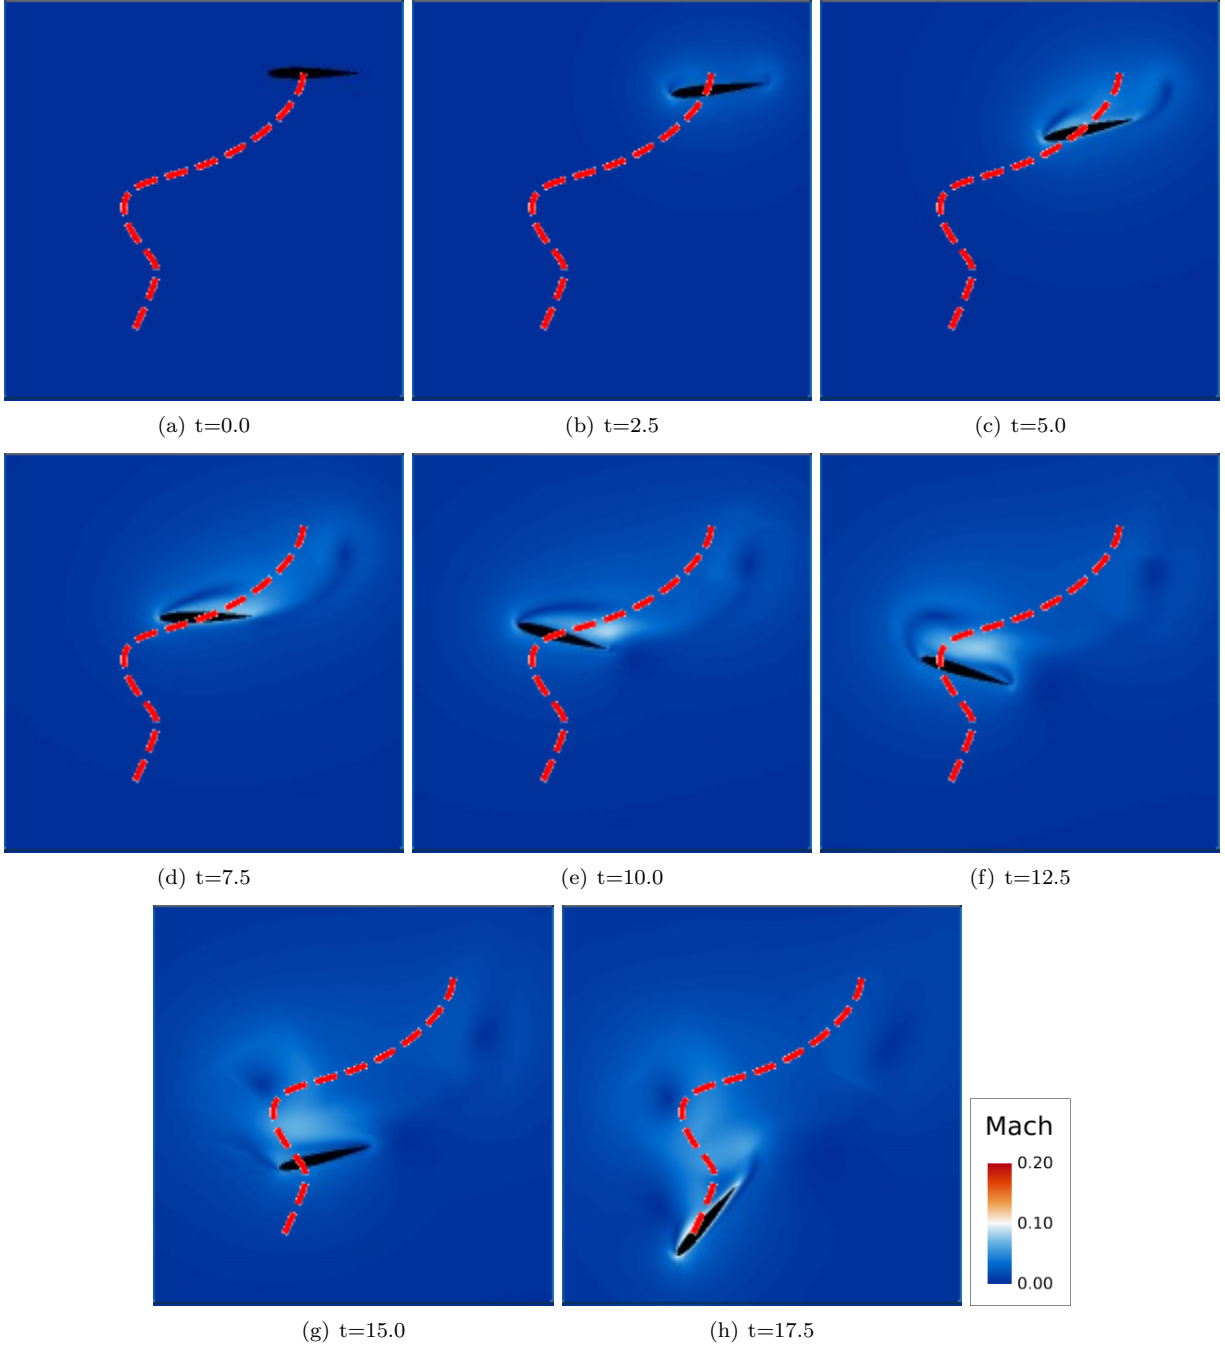 (a) t=0.0
(b) t=2.5
(c) t=5.0
(d) t=7.5
(e) t=10.0
(f) t=12.5
Mach
0.20
0.10
0.00
(g) t=15.0
(h) t=17.5